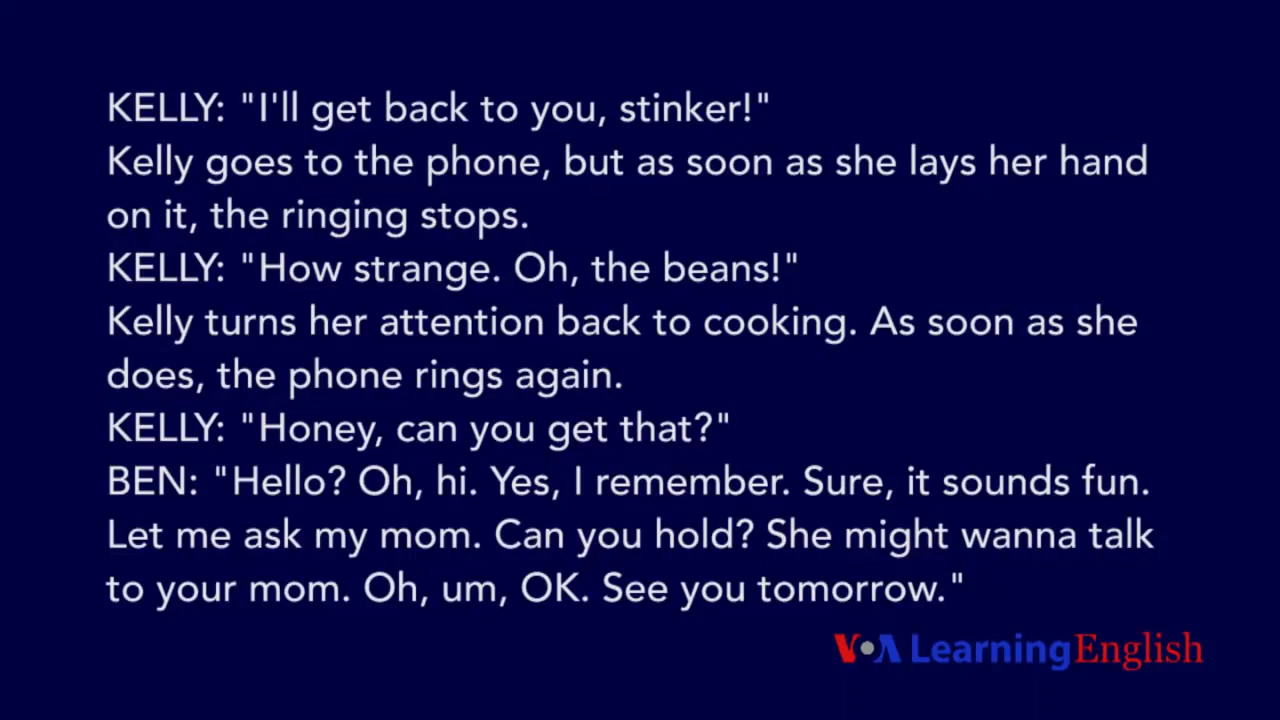 KELLY: "I'll get back to you, stinker!"
Kelly goes to the phone, but as soon as she lays her hand
on it, the ringing stops.
KELLY: "How strange. Oh, the beans!"
Kelly turns her attention back to cooking. As soon as she
does, the phone rings again.
KELLY: "Honey, can you get that?"
BEN: "Hello? Oh, hi. Yes, I remember. Sure, it sounds fun.
Let me ask my mom. Can you hold? She might wanna talk
to your mom. Oh, um, OK. See you tomorrow."
VOA Learning English